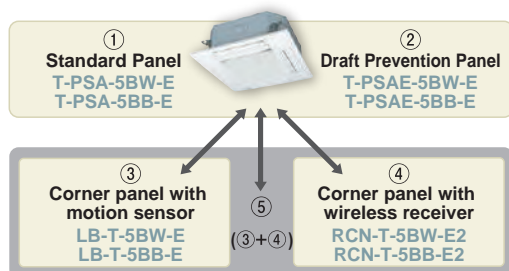 ①
Standard Panel
T-PSA-5BW-E
T-PSA-5BB-E
②
Draft Prevention Panel
T-PSAE-5BW-E
T-PSAE-5BB-E
③
Corner panel with
motion sensor
LB-T-5BW-E
LB-T-5BB-E
⑤
(③+④)
④
Corner panel with
wireless receiver
RCN-T-5BW-E2
RCN-T-5BB-E2